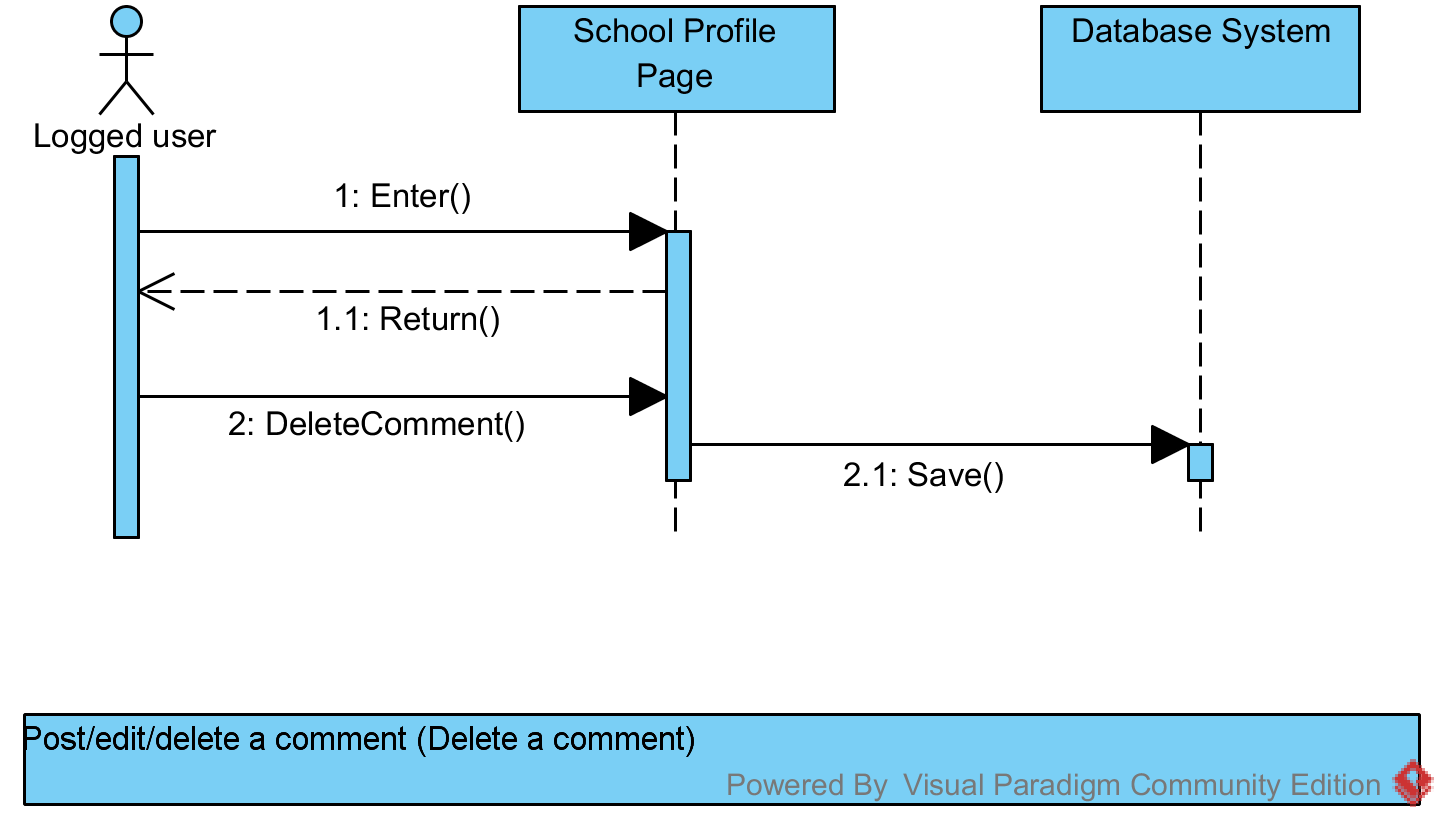 Logged user
School Profile
Page
Database System
1: Enter()
1.1: Return()
2: DeleteComment()
2.1: Save()
Post/edit/delete a comment (Delete a comment)
Powered By Visual Paradigm Community Edition